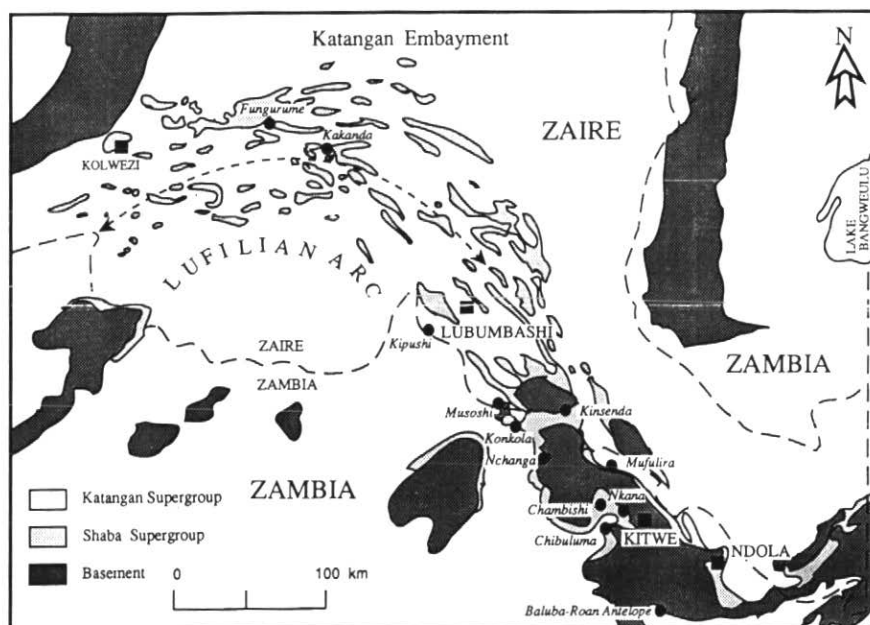 Katangan Embayment
N
Fungurume
ZAIRE
Kakanda
KOLWEZI
LAKE
BANGWEULU
LUFILIAN ARC
LUBUMBASHI
Kipushi
ZAIRE
ZAMBIA
ZAMBIA
Musoshi
Kinsenda
Konkola
Nchanga
Mufulira
ZAMBIA
Nkana
Chambishi
KITWE
Chibuluma
NDOLA
Baluba-Roan Antelope
Katangan Supergroup
Shaba Supergroup
Basement
0 100 km